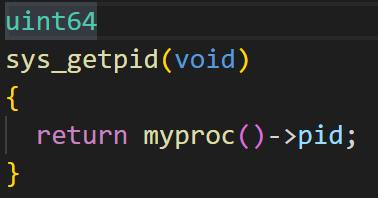 uint64
sys_getpid(void)
{
  return myproc()->pid;
}